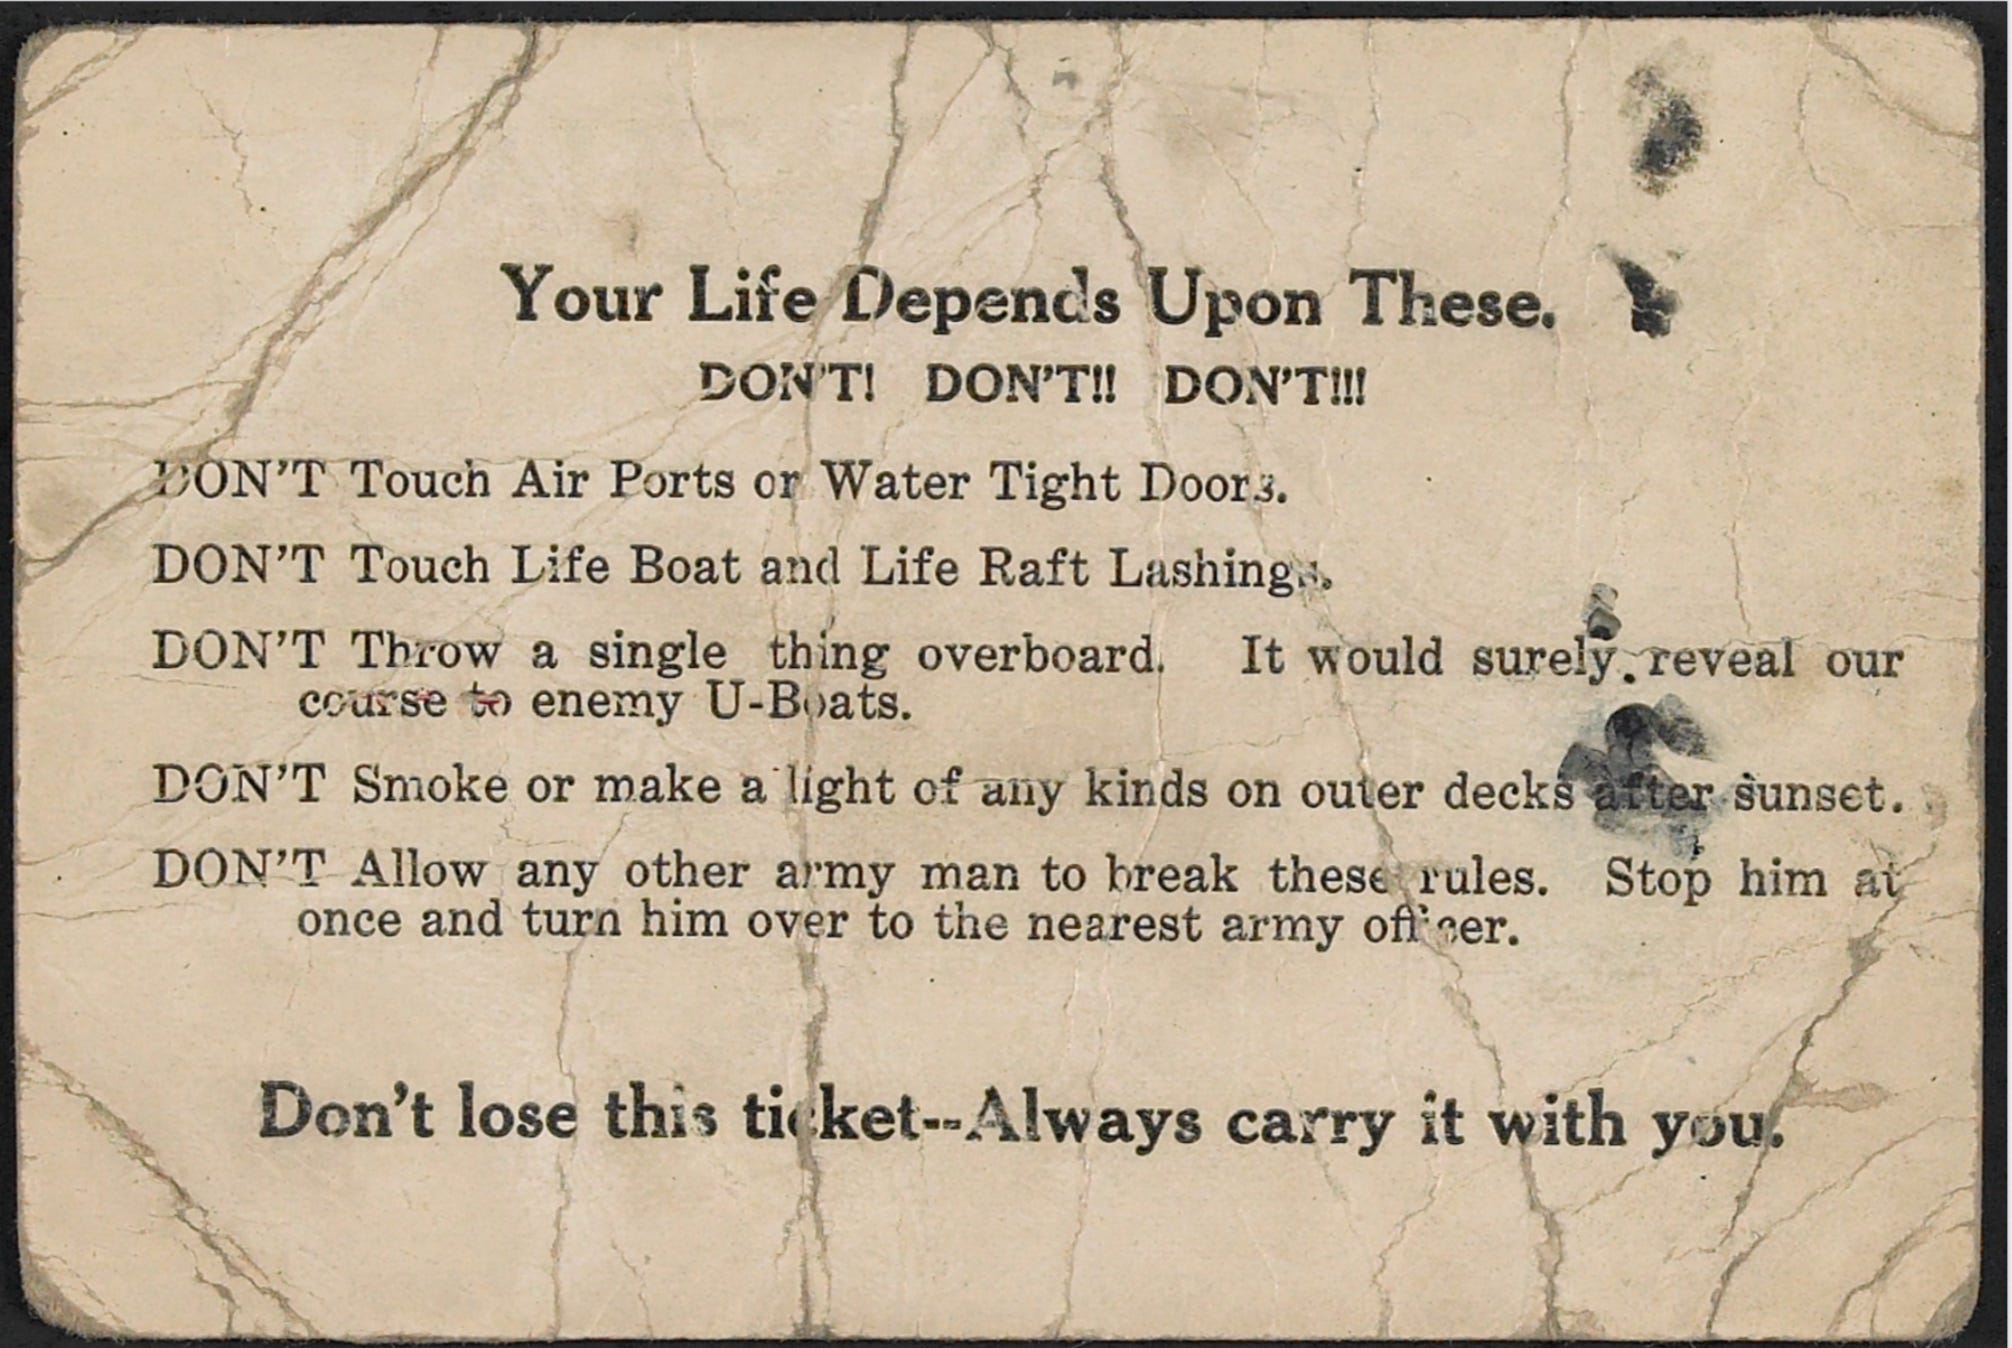 Your Life Depends Upon These.
DON'T! DON'T!! DON'T!!!
DON'T Touch Air Ports or Water Tight Doors.
DON'T Touch Life Boat and Life Raft Lashings.
DON'T Throw a single thing overboard. It would surely reveal our
course to enemy U-Boats.
DON'T Smoke or make a light of any kinds on outer decks after sunset.
DON'T Allow any other army man to break these rules. Stop him at
once and turn him over to the nearest army officer.
Don't lose this ticket--Always carry it with you.